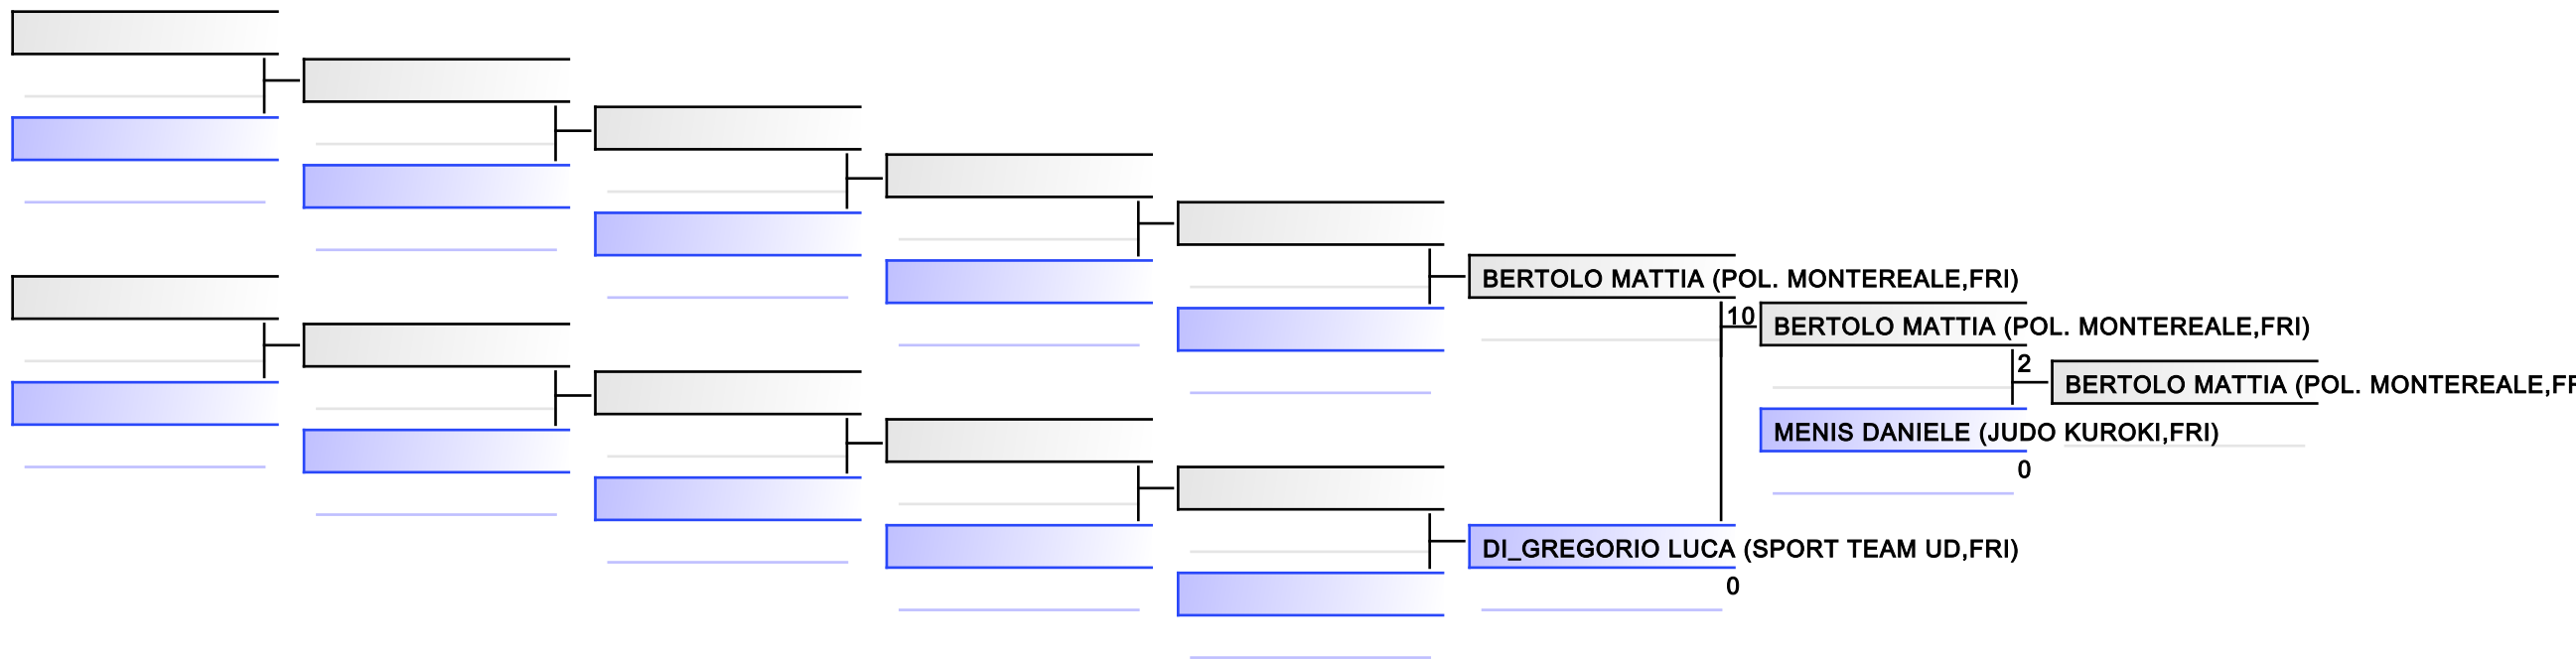 BERTOLO MATTIA (POL. MONTEREALE,FRI)
10
BERTOLO MATTIA (POL. MONTEREALE,FRI)
2
BERTOLO MATTIA (POL. MONTEREALE,FR
MENIS DANIELE (JUDO KUROKI,FRI)
0
DI_GREGORIO LUCA (SPORT TEAM UD,FRI)
0